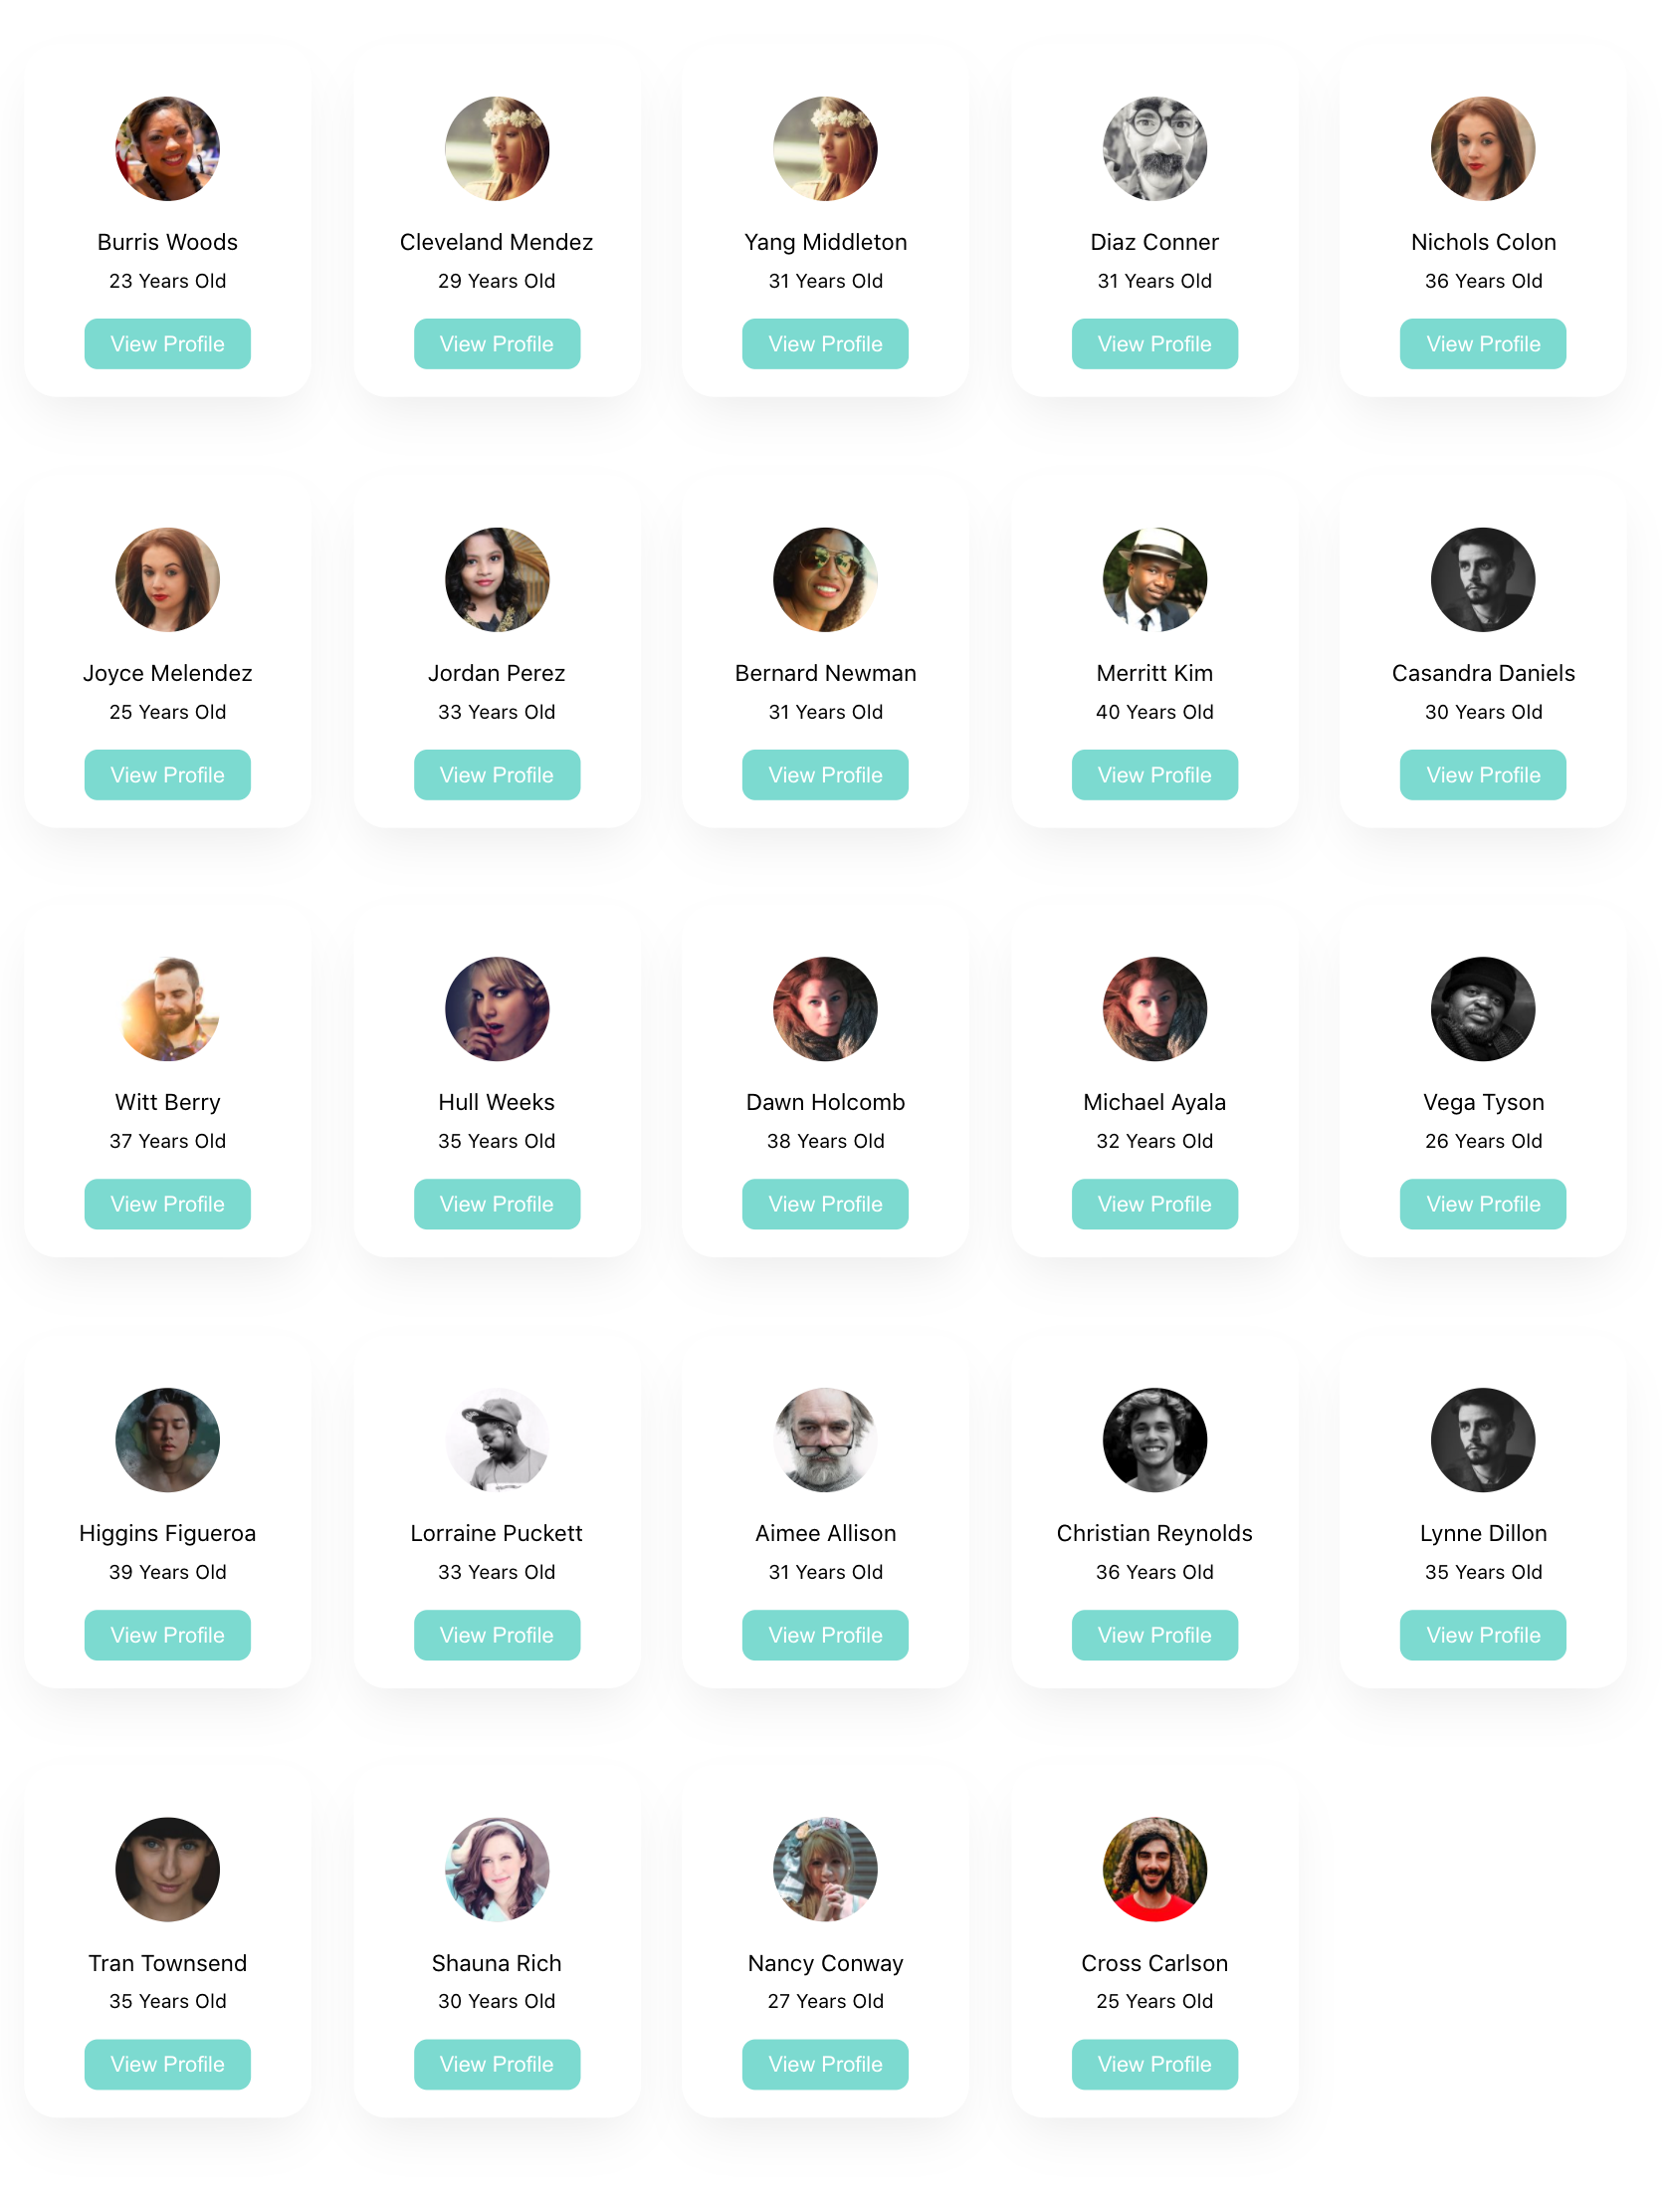 Burris Woods
23 Years Old
View Profile
Cleveland Mendez
29 Years Old
View Profile
Yang Middleton
31 Years Old
View Profile
Diaz Conner
31 Years Old
View Profile
Nichols Colon
36 Years Old
View Profile
Joyce Melendez
25 Years Old
View Profile
Jordan Perez
33 Years Old
View Profile
Bernard Newman
31 Years Old
View Profile
Merritt Kim
40 Years Old
View Profile
Casandra Daniels
30 Years Old
View Profile
Witt Berry
37 Years Old
View Profile
Hull Weeks
35 Years Old
View Profile
Dawn Holcomb
38 Years Old
View Profile
Michael Ayala
32 Years Old
View Profile
Vega Tyson
26 Years Old
View Profile
Higgins Figueroa
39 Years Old
View Profile
Lorraine Puckett
33 Years Old
View Profile
Aimee Allison
31 Years Old
View Profile
Christian Reynolds
36 Years Old
View Profile
Lynne Dillon
35 Years Old
View Profile
Tran Townsend
35 Years Old
View Profile
Shauna Rich
30 Years Old
View Profile
Nancy Conway
27 Years Old
View Profile
Cross Carlson
25 Years Old
View Profile